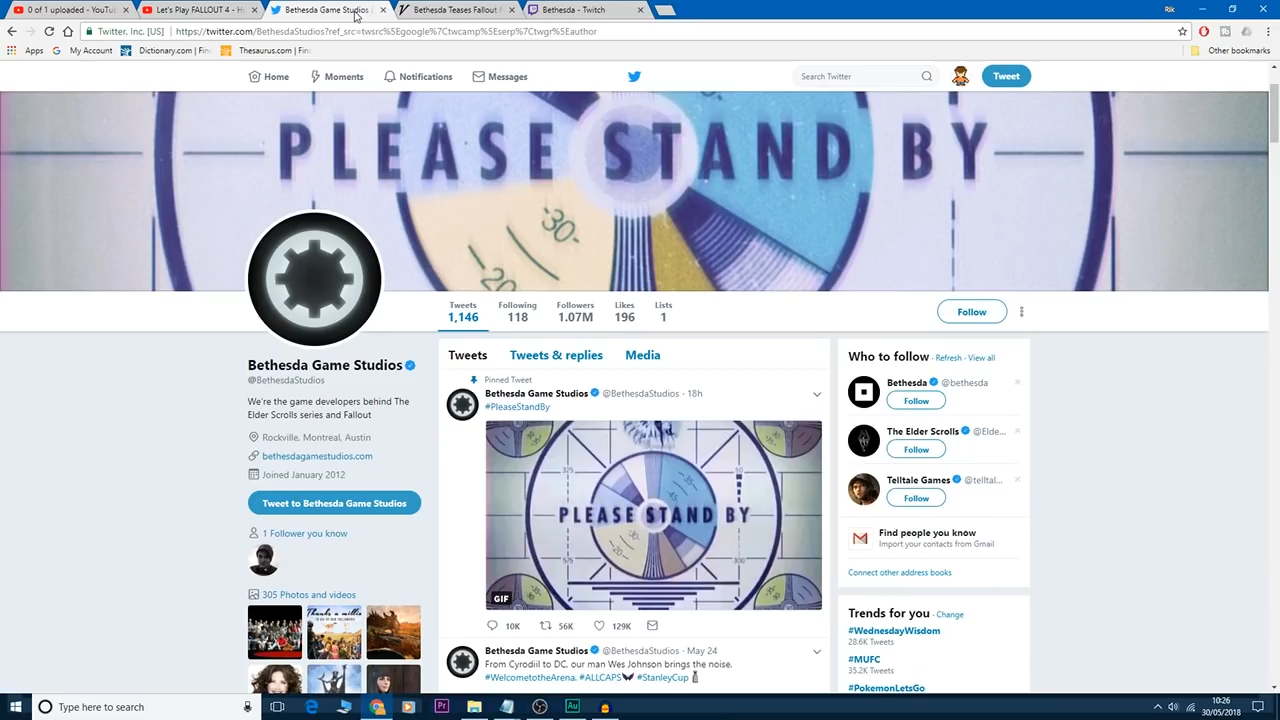 0 of 1 uploaded - YouTu
Let's Play FALLOUT 4 - H
Bethesda Game Studios
Bethesda Teases Fallout
Bethesda - Twitch
Rik
Twitter, Inc. [US]
https://twitter.com/BethesdaStudios?ref_src=twsrc%5Egoogle%7Ctwcamp%5Eserp%7Ctwgr%5Eauthor
Apps
My Account
Dictionary.com | Find
Thesaurus.com | Fin
Other bookmarks
Home
Moments
Notifications
Messages
Search Twitter
Tweet
PLEASE STAND BY
30
20
Tweets
1,146
Following
118
Followers
1.07M
Likes
196
Lists
1
Follow
Bethesda Game Studios
@BethesdaStudios
We're the game developers behind The
Elder Scrolls series and Fallout
Rockville, Montreal, Austin
bethesdagamestudios.com
Joined January 2012
Tweet to Bethesda Game Studios
1 Follower you know
305 Photos and videos
Tweets
Tweets & replies
Media
Pinned Tweet
Bethesda Game Studios @BethesdaStudios · 18h
#PleaseStandBy
PLEASE STAND BY
GIF
10K
56K
129K
Bethesda Game Studios @BethesdaStudios · May 24
From Cyrodiil to DC, our man Wes Johnson brings the noise.
#WelcometotheArena. #ALLCAPS #StanleyCup
Who to follow · Refresh · View all
Bethesda @bethesda
Follow
The Elder Scrolls @Elde...
Follow
Telltale Games @telltal...
Follow
Find people you know
Import your contacts from Gmail
Connect other address books
Trends for you · Change
#WednesdayWisdom
28.6K Tweets
#MUFC
35.2K Tweets
#PokemonLetsGo
Type here to search
10:26
30/05/2018